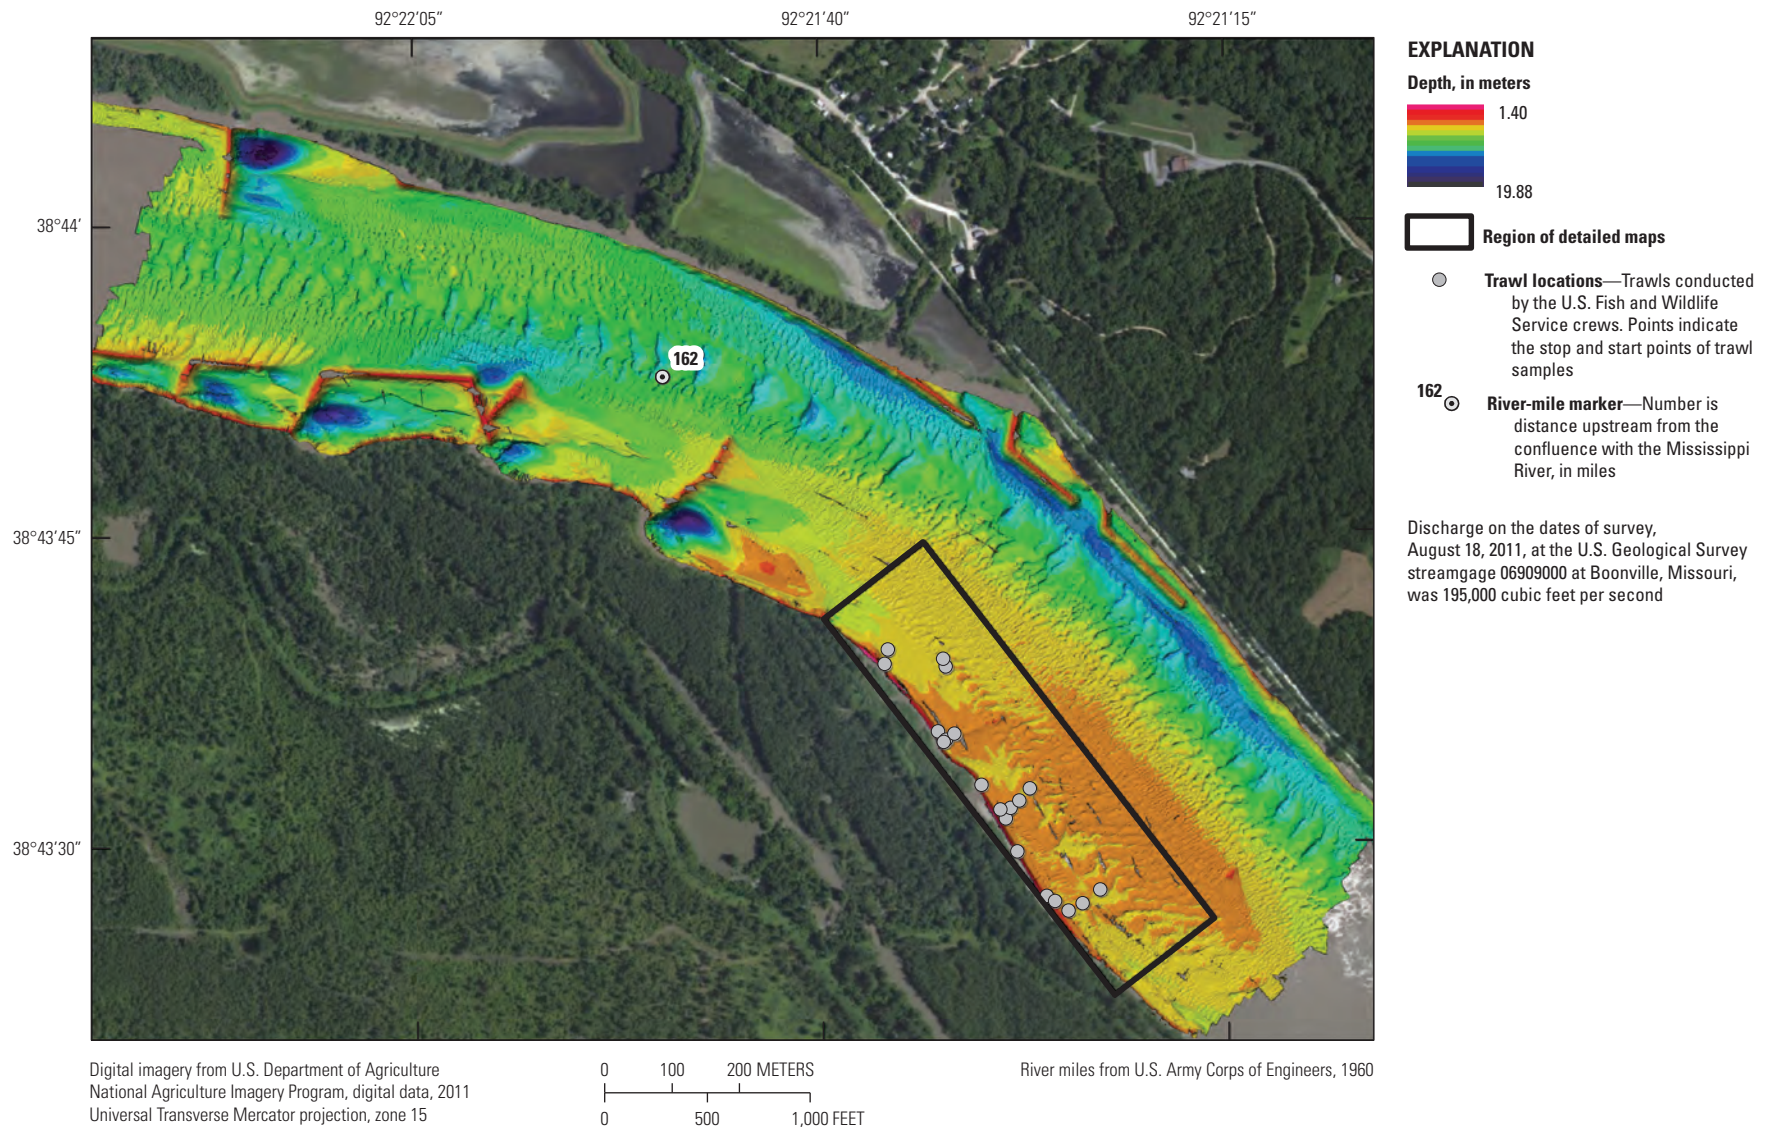 92°22’05”
92°21’40”
92°21’15”
38°44’
38°43’45”
38°43’30”
162
EXPLANATION
Depth, in meters
1.40
19.88
Region of detailed maps
Trawl locations—Trawls conducted
by the U.S. Fish and Wildlife
Service crews. Points indicate
the stop and start points of trawl
samples
162
River-mile marker—Number is
distance upstream from the
confluence with the Mississippi
River, in miles
Discharge on the dates of survey,
August 18, 2011, at the U.S. Geological Survey
streamgage 06909000 at Boonville, Missouri,
was 195,000 cubic feet per second
Digital imagery from U.S. Department of Agriculture
National Agriculture Imagery Program, digital data, 2011
Universal Transverse Mercator projection, zone 15
0 100 200 METERS
0 500 1,000 FEET
River miles from U.S. Army Corps of Engineers, 1960